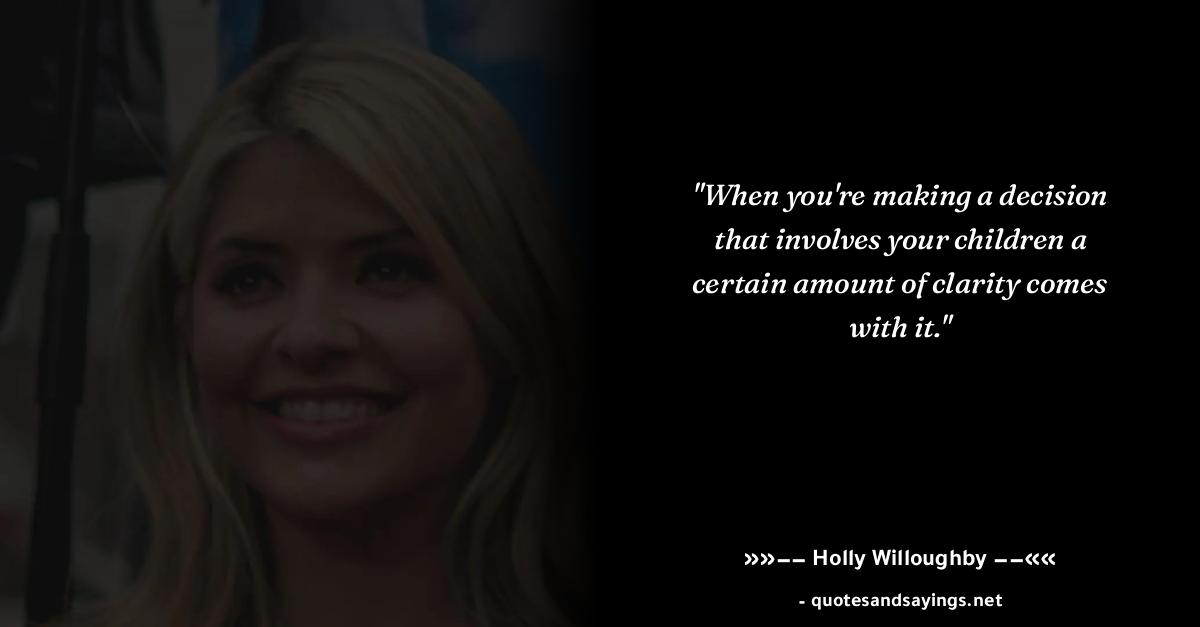 "When you're making a decision
that involves your children a
certain amount of clarity comes
with it."
»»−− Holly Willoughby −−««
- quotesandsayings.net